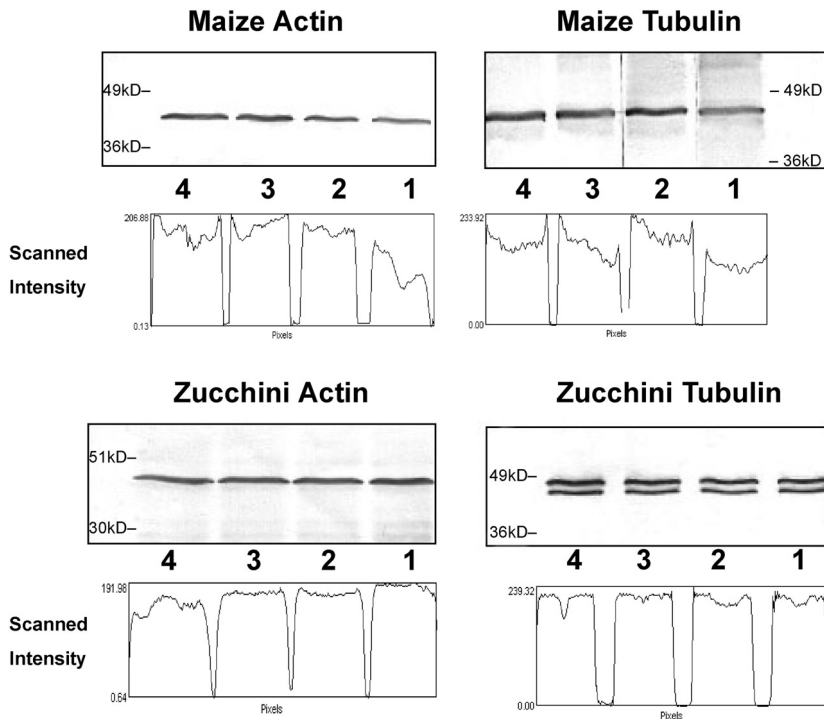 Maize Actin
49kD–
36kD–
4 3 2 1
206.88
Scanned
Intensity
0.13
Pixels
Maize Tubulin
– 49kD
– 36kD
4 3 2 1
233.92
0.00
Pixels
Zucchini Actin
51kD–
30kD–
4 3 2 1
191.98
Scanned
Intensity
0.64
Pixels
Zucchini Tubulin
49kD–
36kD–
4 3 2 1
239.32
0.00
Pixels